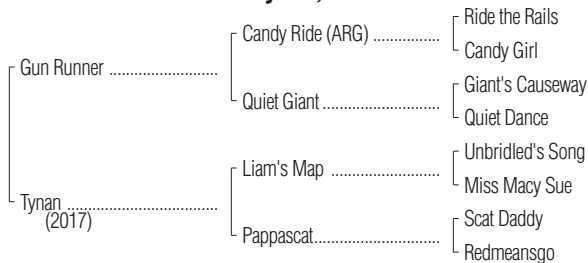 Ride the Rails
Candy Ride (ARG) ................
Candy Girl
Gun Runner ..........................
Giant's Causeway
Quiet Giant ............................
Quiet Dance
Unbridled's Song
Liam's Map ..........................
Miss Macy Sue
Tynan ....................................
(2017)
Scat Daddy
Pappascat..............................
Redmeansgo